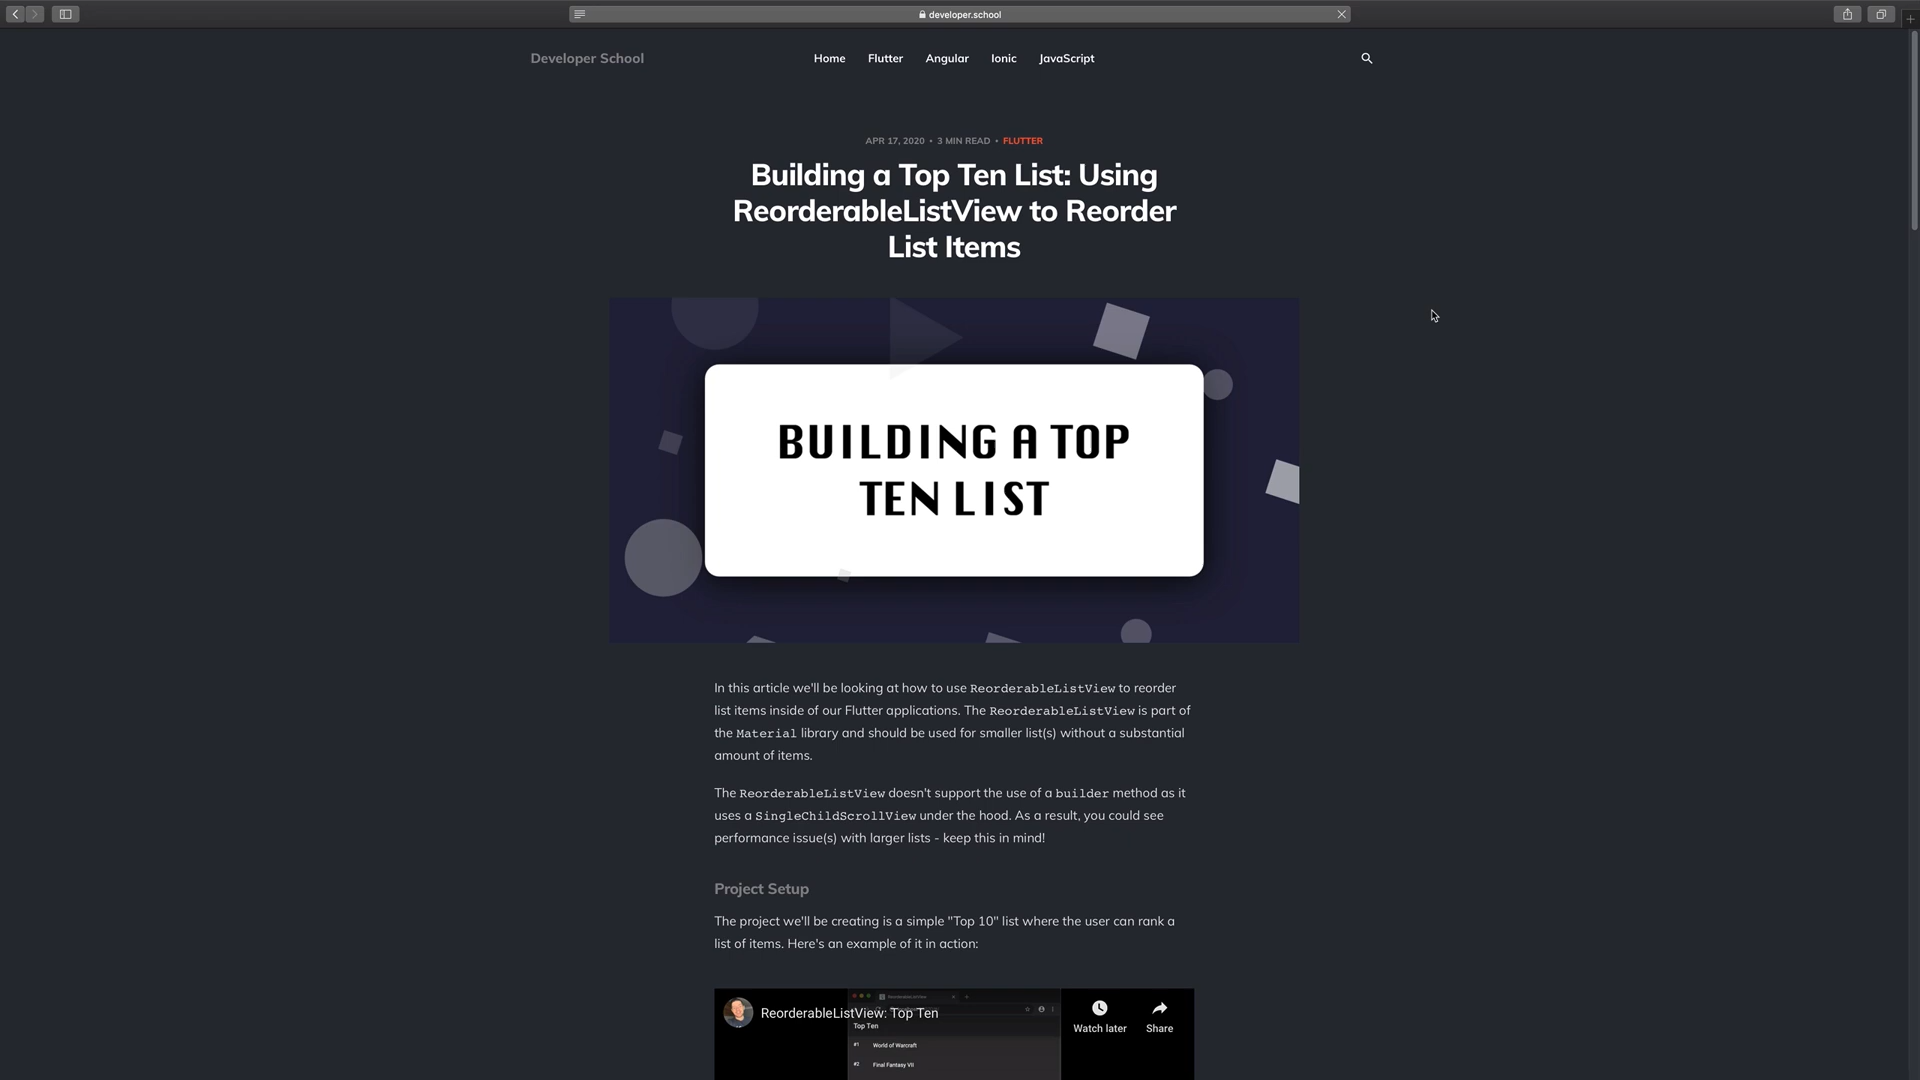 developer.school
Developer School
Home
Flutter
Angular
Ionic
JavaScript
APR 17, 2020 • 3 MIN READ • FLUTTER
Building a Top Ten List: Using
ReorderableListView to Reorder
List Items
BUILDING A TOP
TEN LIST
In this article we'll be looking at how to use ReorderableListView to reorder
list items inside of our Flutter applications. The ReorderableListView is part of
the Material library and should be used for smaller list(s) without a substantial
amount of items.
The ReorderableListView doesn't support the use of a builder method as it
uses a SingleChildScrollView under the hood. As a result, you could see
performance issue(s) with larger lists - keep this in mind!
Project Setup
The project we'll be creating is a simple "Top 10" list where the user can rank a
list of items. Here's an example of it in action:
ReorderableListView: Top Ten
Watch later
Share
Top Ten
#1 World of Warcraft
#2 Final Fantasy VII